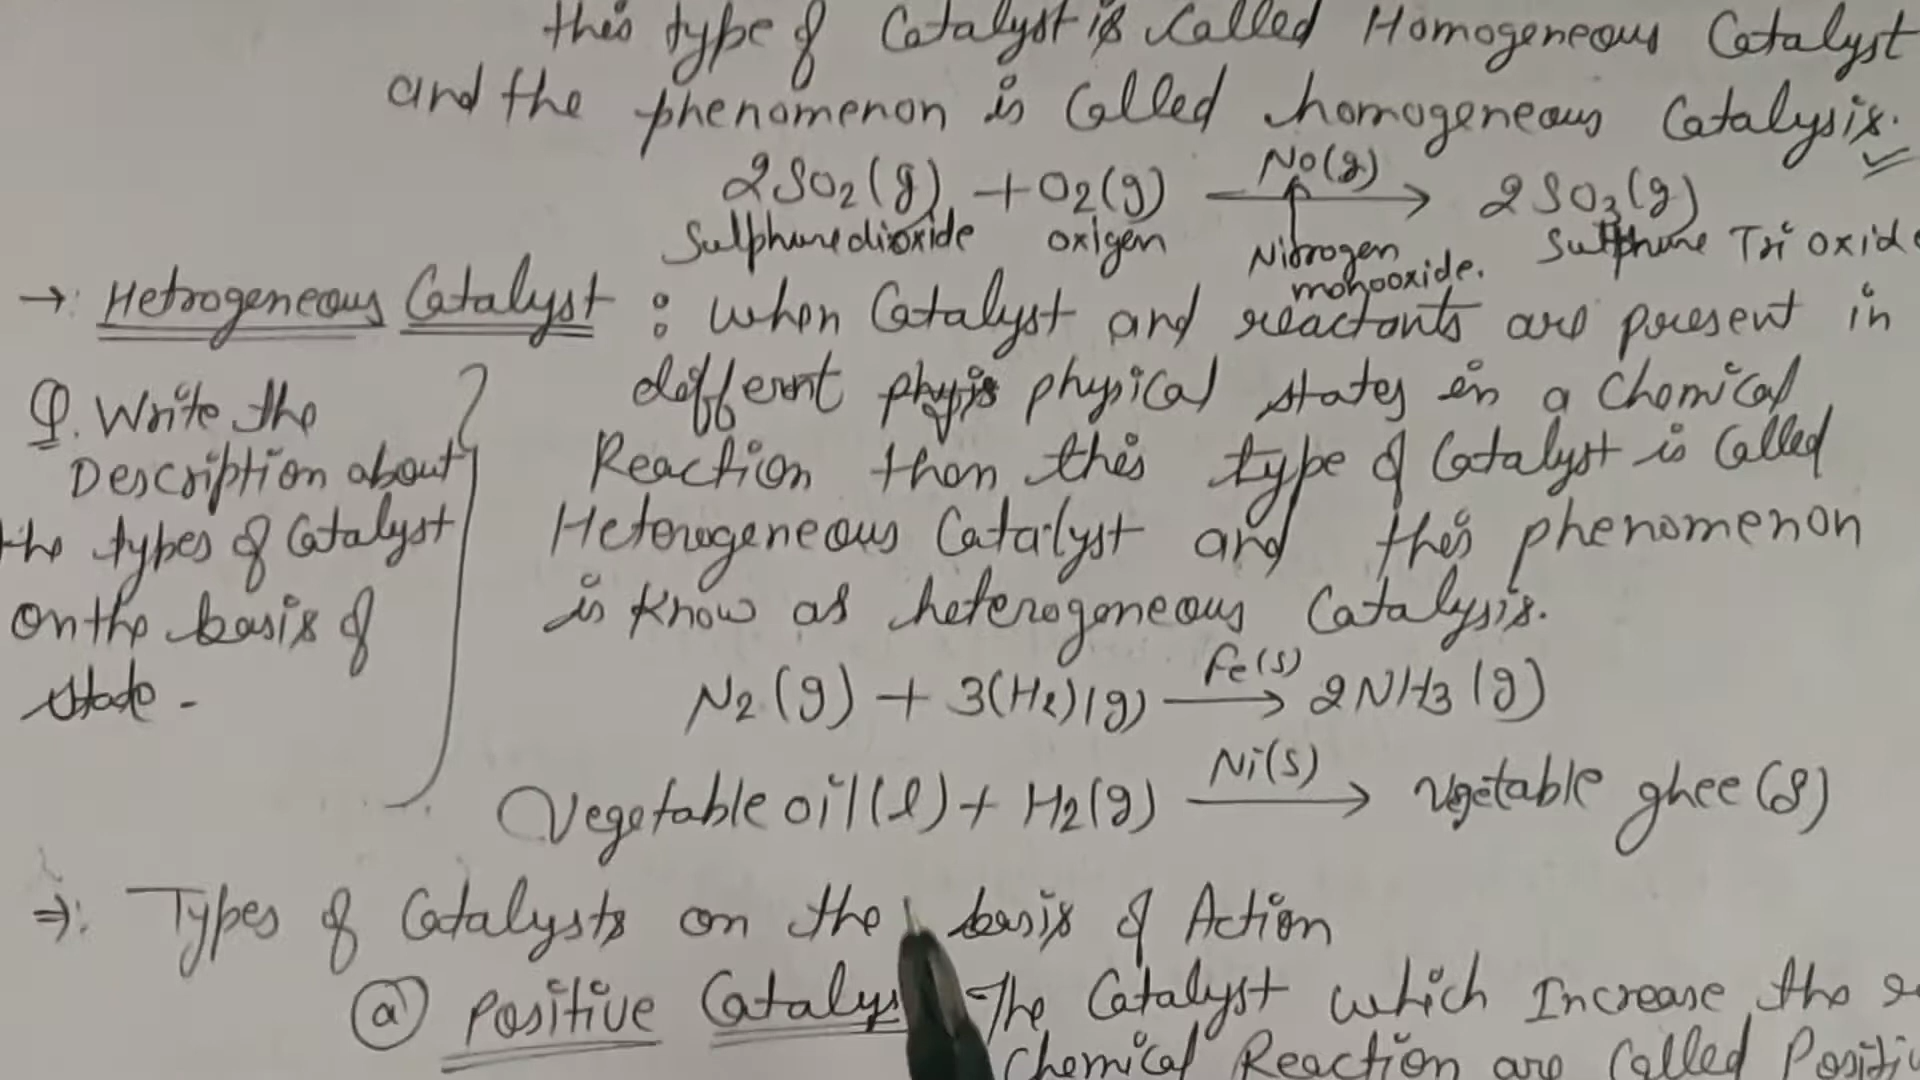 this type of Catalyst is Called Homogeneous Catalyst
and the phenomenon is Called homogeneous Catalysis.
NO(g)
2SO2(g) + O2(g) → 2SO3(g)
Sulphuredioxide oxigen Nitrogen monooxide. Sulphure Tri oxide
→: Hetrogeneous Catalyst : when Catalyst and reactants are present in
different physical states in a Chemical
Reaction then this type of Catalyst is Called
Heterogeneous Catalyst and this phenomenon
is know as heterogeneous Catalysis.
Fe(s)
N2(g) + 3(H2)(g) → 2NH3(g)
Ni(s)
Vegetable oil(l) + H2(g) → vgetable ghee(s)
Q. Write the
Description about
the types of Catalyst
on the basis of
state -
⇒: Types of Catalysts on the basis of Action
(a) Positive Catalys The Catalyst which Increase the
Chemical Reaction are Called